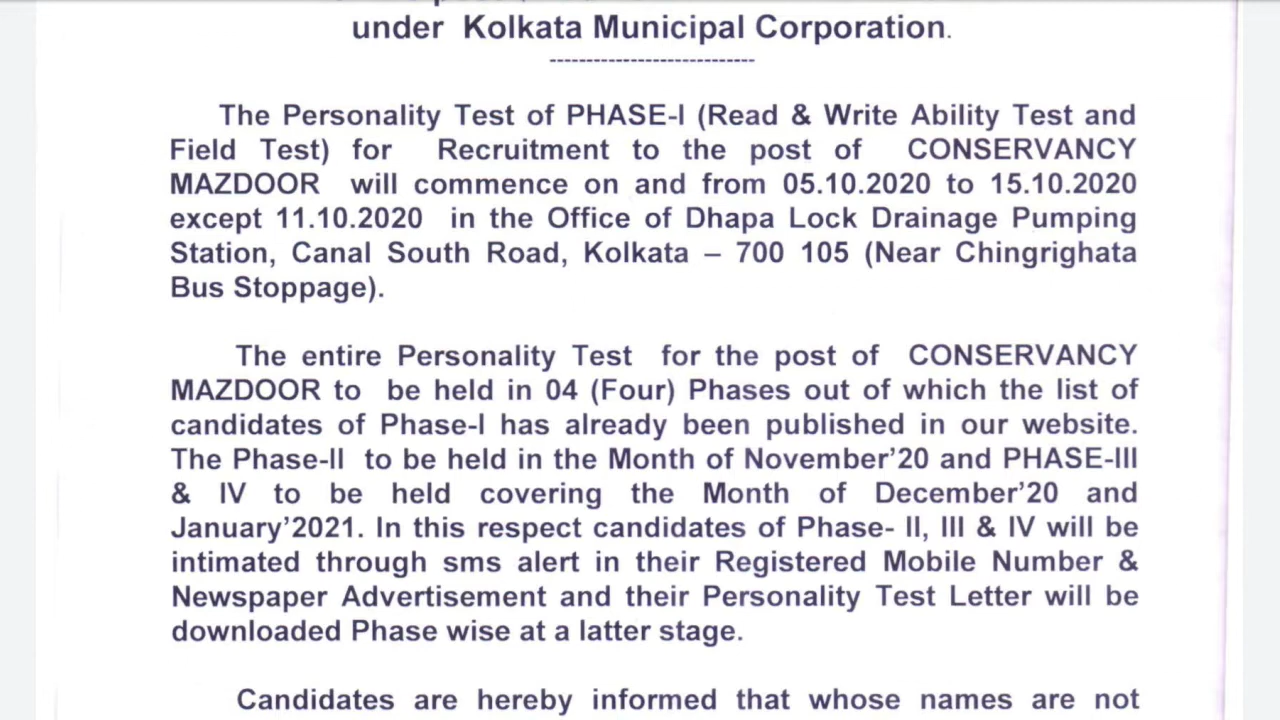 under Kolkata Municipal Corporation.
----------------------------
The Personality Test of PHASE-I (Read & Write Ability Test and
Field Test) for Recruitment to the post of CONSERVANCY
MAZDOOR will commence on and from 05.10.2020 to 15.10.2020
except 11.10.2020 in the Office of Dhapa Lock Drainage Pumping
Station, Canal South Road, Kolkata – 700 105 (Near Chingrighata
Bus Stoppage).
The entire Personality Test for the post of CONSERVANCY
MAZDOOR to be held in 04 (Four) Phases out of which the list of
candidates of Phase-I has already been published in our website.
The Phase-II to be held in the Month of November’20 and PHASE-III
& IV to be held covering the Month of December’20 and
January’2021. In this respect candidates of Phase- II, III & IV will be
intimated through sms alert in their Registered Mobile Number &
Newspaper Advertisement and their Personality Test Letter will be
downloaded Phase wise at a latter stage.
Candidates are hereby informed that whose names are not